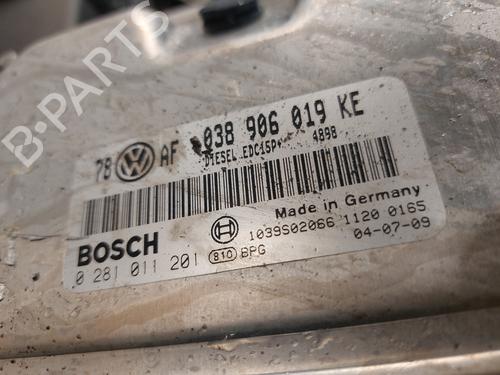 78 AF 038 906 019 KE
DIESEL EDC15P+ 4898
Made in Germany
BOSCH 1039S02066 1120 0165
0 281 011 201 810 BPG 04-07-09
B-PARTS